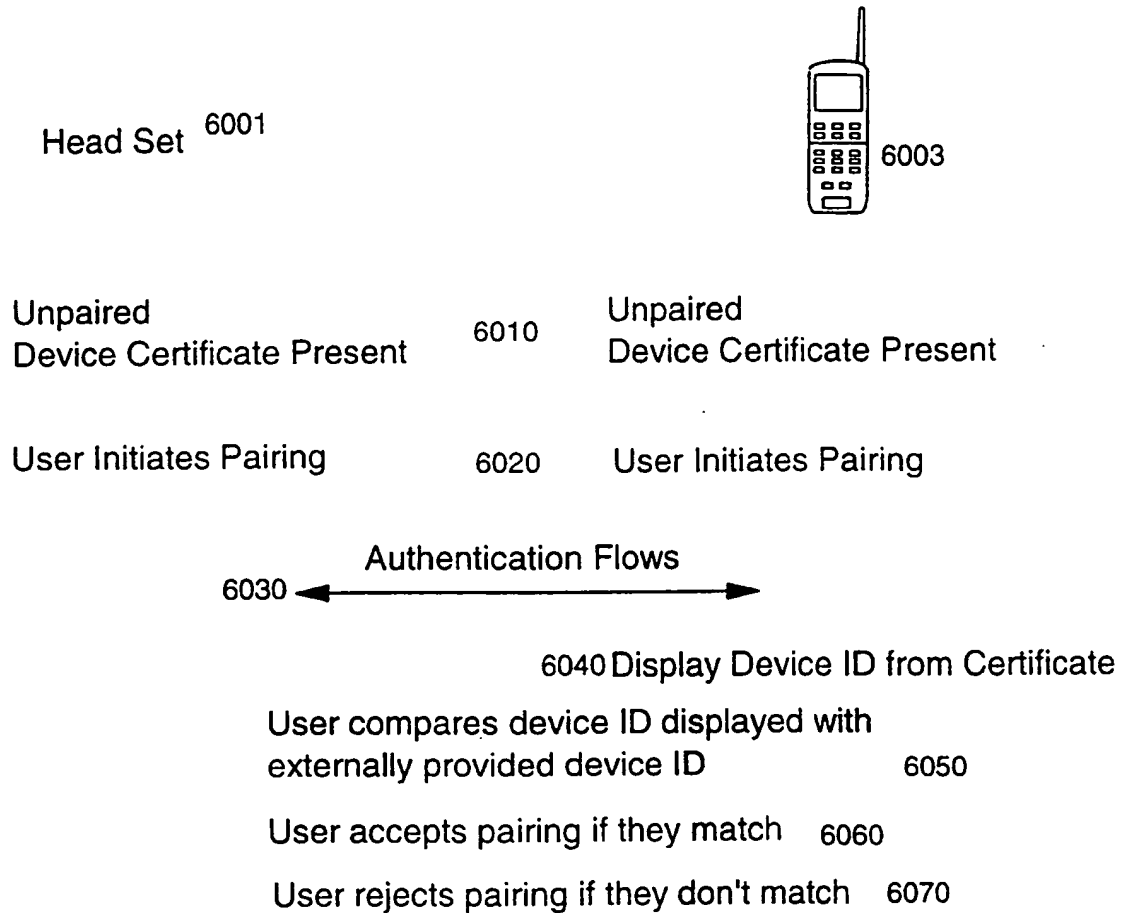 Head Set 6001
6003
Unpaired
Device Certificate Present
6010
Unpaired
Device Certificate Present
User Initiates Pairing 6020 User Initiates Pairing
Authentication Flows
6030
6040 Display Device ID from Certificate
User compares device ID displayed with
externally provided device ID 6050
User accepts pairing if they match 6060
User rejects pairing if they don't match 6070